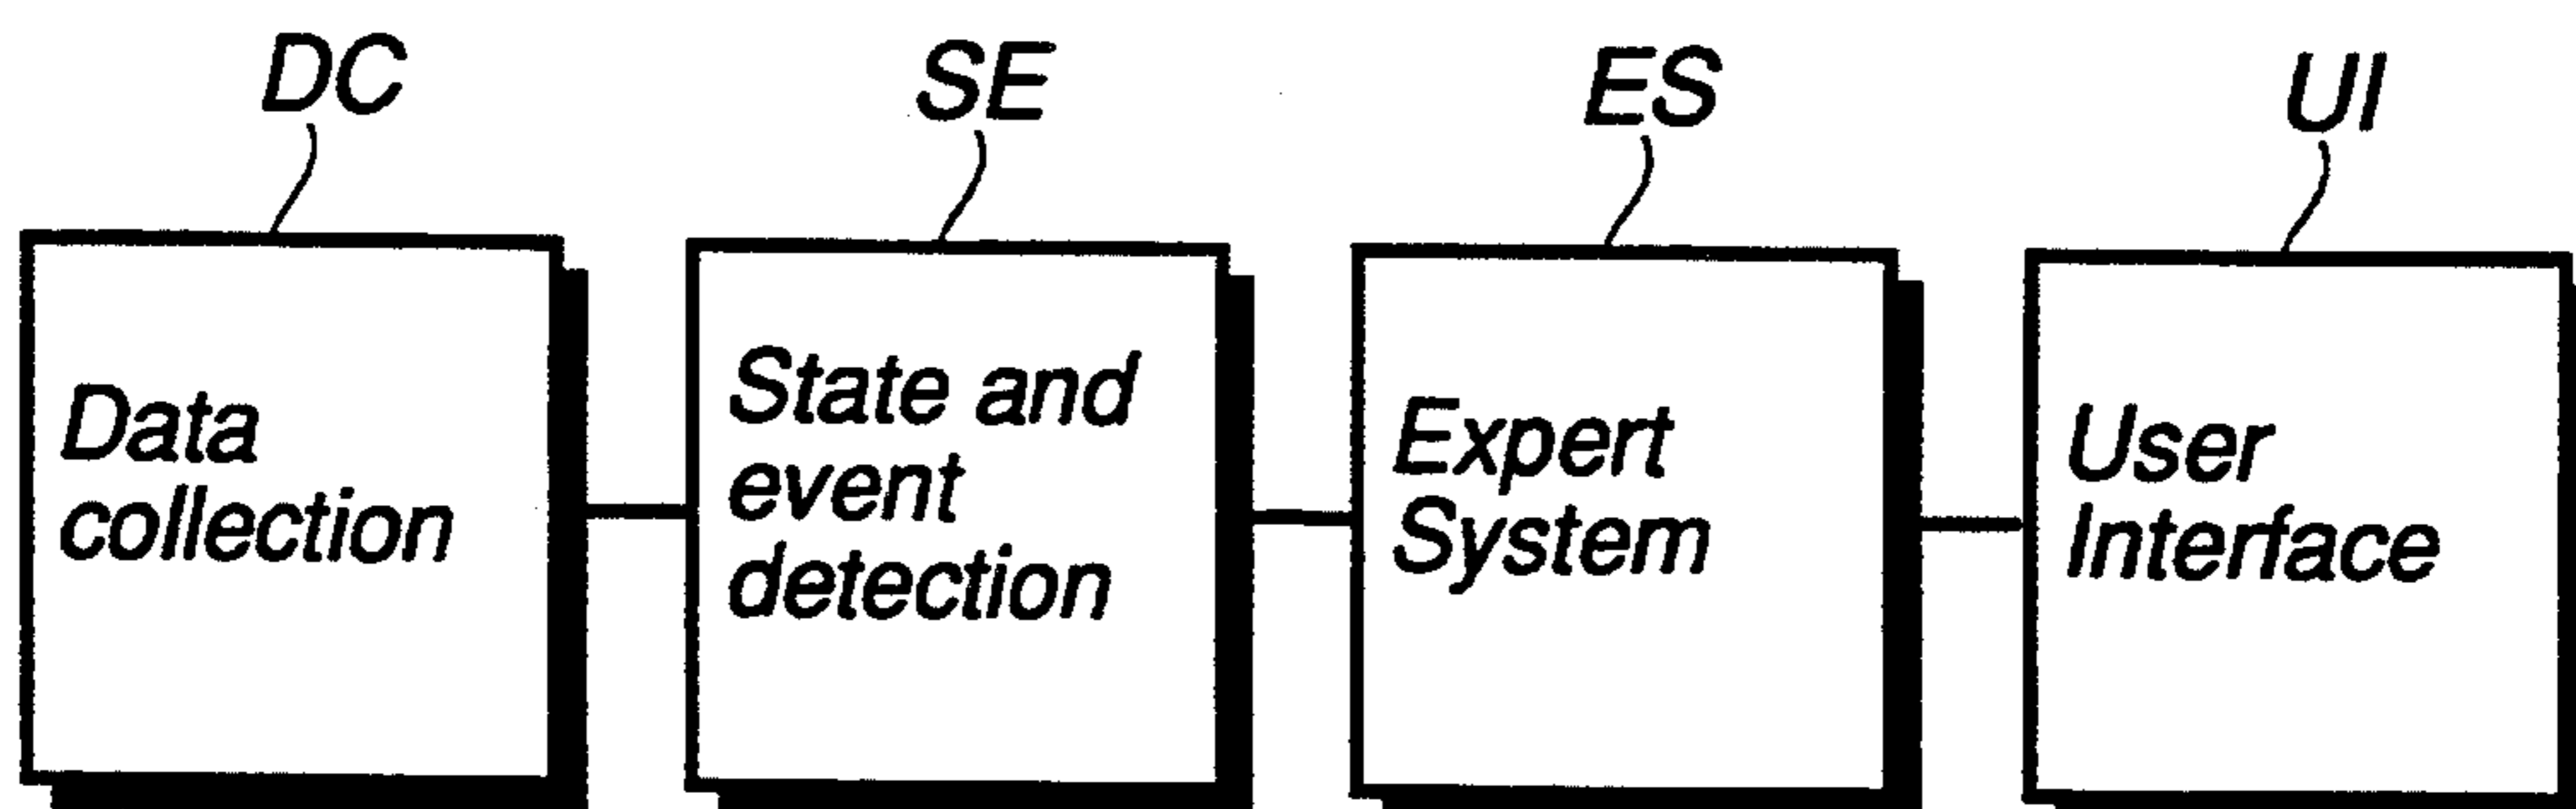 DC
SE
ES
UI
Data
collection
State and
event
detection
Expert
System
User
Interface